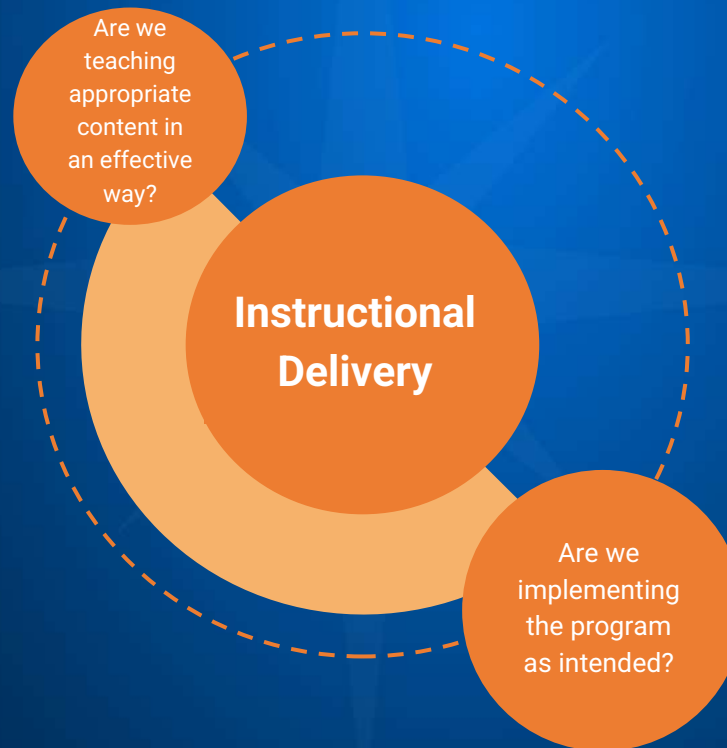 Are we
teaching
appropriate
content in
an effective
way?
Instructional
Delivery
Are we
implementing
the program
as intended?